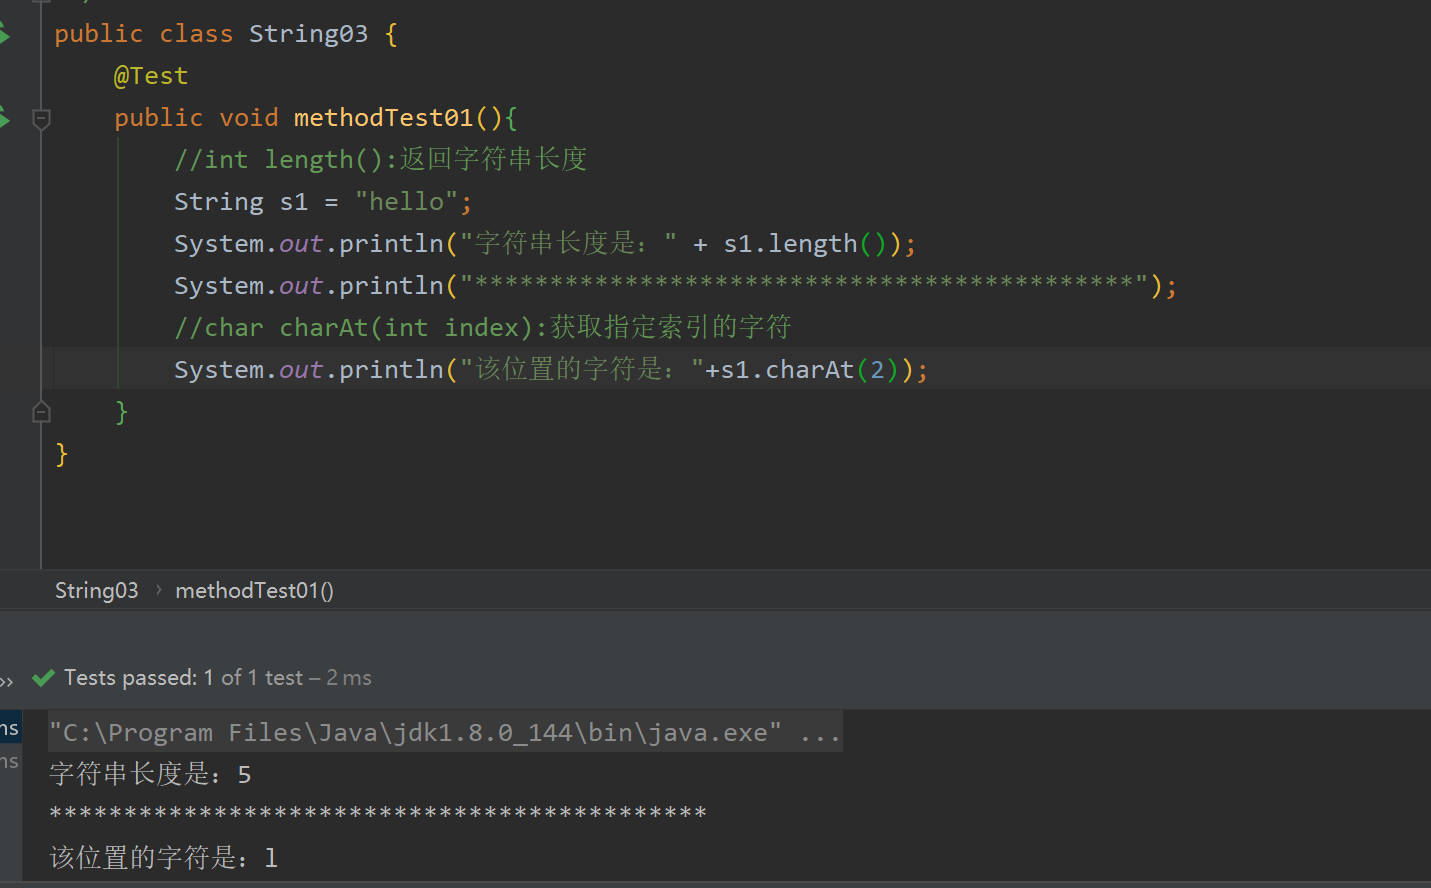 public class String03 {
@Test
public void methodTest01(){
//int length():返回字符串长度
String s1 = "hello";
System.out.println("字符串长度是：" + s1.length());
System.out.println("********************************************");
//char charAt(int index):获取指定索引的字符
System.out.println("该位置的字符是："+s1.charAt(2));
}
}
String03 › methodTest01()
›› Tests passed: 1 of 1 test – 2 ms
ms "C:\Program Files\Java\jdk1.8.0_144\bin\java.exe" ...
ms 字符串长度是：5
********************************************
该位置的字符是：l